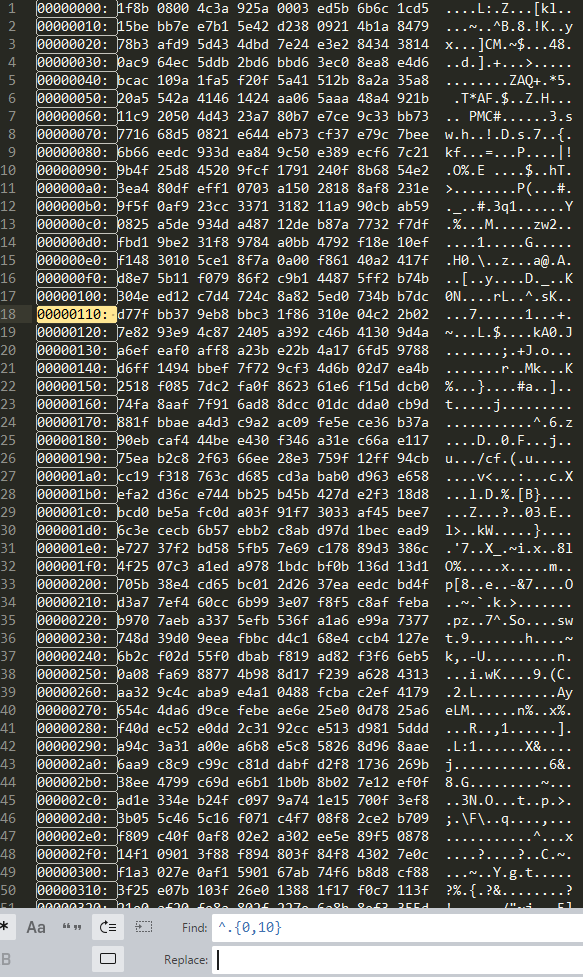 1 00000000: 1f8b 0800 4c3a 925a 0003 ed5b 6b6c 1cd5 ....L:.Z...[kl..
2 00000010: 15be bb7e e7b1 5e42 d238 0921 4b1a 8479 ...~..^B.8.!K..y
3 00000020: 78b3 afd9 5d43 4dbd 7e24 e3e2 8434 3814 x...]CM.~$...48.
4 00000030: 0ac9 64ec 5ddb 2bd6 bbd6 3ec0 8ea8 e4d6 ..d.].+...>.....
5 00000040: bcac 109a 1fa5 f20f 5a41 512b 8a2a 35a8 ........ZAQ+.*5.
6 00000050: 20a5 542a 4146 1424 aa06 5aaa 48a4 921b .T*AF.$..Z.H...
7 00000060: 11c9 2050 4d43 23a7 80b7 e7ce 9c33 bb73 .. PMC#......3.s
8 00000070: 7716 68d5 0821 e644 eb73 cf37 e79c 7bee w.h..!.D.s.7..{.
9 00000080: 6b66 eedc 933d ea84 9c50 e389 ecf6 7c21 kf...=...P....|!
10 00000090: 9b4f 25d8 4520 9fcf 1791 240f 8b68 54e2 .O%.E ....$..hT.
11 000000a0: 3ea4 80df eff1 0703 a150 2818 8af8 231e >........P(...#.
12 000000b0: 9f5f 0af9 23cc 3371 3182 11a9 90cb ab59 ._..#.3q1......Y
13 000000c0: 0825 a5de 934d a487 12de b87a 7732 f7df .%...M.....zw2..
14 000000d0: fbd1 9be2 31f8 9784 a0bb 4792 f18e 10ef ....1.....G.....
15 000000e0: f148 3010 5ce1 8f7a 0a00 f861 40a2 417f .H0.\..z...a@.A.
16 000000f0: d8e7 5b11 f079 86f2 c9b1 4487 5ff2 b74b ..[..y....D._..K
17 00000100: 304e ed12 c7d4 724c 8a82 5ed0 734b b7dc 0N....rL..^.sK..
18 00000110: d77f bb37 9eb8 bbc3 1f86 310e 04c2 2b02 ...7......1...+.
19 00000120: 7e82 93e9 4c87 2405 a392 c46b 4130 9d4a ~...L.$....kA0.J
20 00000130: a6ef eaf0 aff8 a23b e22b 4a17 6fd5 9788 .......;.+J.o...
21 00000140: d6ff 1494 bbef 7f72 9cf3 4d6b 02d7 ea4b .......r..Mk...K
22 00000150: 2518 f085 7dc2 fa0f 8623 61e6 f15d dcb0 %...}....#a..]..
23 00000160: 74fa 8aaf 7f91 6ad8 8dcc 01dc dda0 cb9d t.....j.........
24 00000170: 881f bbae a4d3 c9a2 ac09 fe5e ce36 b37a ...........^.6.z
25 00000180: 90eb caf4 44be e430 f346 a31e c66a e117 ....D..0.F...j..
26 00000190: 75ea b2c8 2f63 66ee 28e3 759f 12ff 94cb u.../cf.(.u.....
27 000001a0: cc19 f318 763c d685 cd3a bab0 d963 e658 ....v<...:...c.X
28 000001b0: efa2 d36c e744 bb25 b45b 427d e2f3 18d8 ...l.D.%.[B}....
29 000001c0: bcd0 be5a fc0d a03f 91f7 3033 af45 bee7 ...Z...?..03.E..
30 000001d0: 6c3e cecb 6b57 ebb2 c8ab d97d 1bec ead9 l>..kW.....}....
31 000001e0: e727 37f2 bd58 5fb5 7e69 c178 89d3 386c .'7..X_.~i.x..8l
32 000001f0: 4f25 07c3 a1ed a978 1bdc bf0b 136d 13d1 O%.....x.....m..
33 00000200: 705b 38e4 cd65 bc01 2d26 37ea eedc bd4f p[8..e..-&7....O
34 00000210: d3a7 7ef4 60cc 6b99 3e07 f8f5 c8af feba ..~.`.k.>.......
35 00000220: b970 7aeb a337 5efb 536f a1a6 e99a 7377 .pz..7^.So....sw
36 00000230: 748d 39d0 9eea fbbc d4c1 68e4 ccb4 127e t.9.......h....~
37 00000240: 6b2c f02d 55f0 dbab f819 ad82 f3f6 6eb5 k,.-U.........n.
38 00000250: 0a08 fa69 8877 4b98 8d17 f239 a628 4313 ...i.wK....9.(C.
39 00000260: aa32 9c4c aba9 e4a1 0488 fcba c2ef 4179 .2.L..........Ay
40 00000270: 654c 4da6 d9ce febe ae6e 25e0 0d78 25a6 eLM......n%..x%.
41 00000280: f40d ec52 e0dd 2c31 92cc e513 d981 5ddd ...R..,1......].
42 00000290: a94c 3a31 a00e a6b8 e5c8 5826 8d96 8aae .L:1......X&....
43 000002a0: 6aa9 c8c9 c99c c81d dabf d2f8 1736 269b j............6&.
44 000002b0: 38ee 4799 c69d e6b1 1b0b 8b02 7e12 ef0f 8.G.........~...
45 000002c0: ad1e 334e b24f c097 9a74 1e15 700f 3ef8 ..3N.O...t..p.>.
46 000002d0: 3b05 5c46 5c16 f071 c4f7 08f8 2ce2 b709 ;.\F\..q....,...
47 000002e0: f809 c40f 0af8 02e2 a302 ee5e 89f5 0878 ...........^...x
48 000002f0: 14f1 0901 3f88 f894 803f 84f8 4302 7e0c ....?....?..C.~.
49 00000300: f1a3 027e 0af1 5901 67ab 74f6 b8d8 cf88 ...~..Y.g.t.....
50 00000310: 3f25 e07b 103f 26e0 1388 1f17 f0c7 113f ?%.{.?&........?
* Aa “” Find: ^.{0,10}
B Replace: